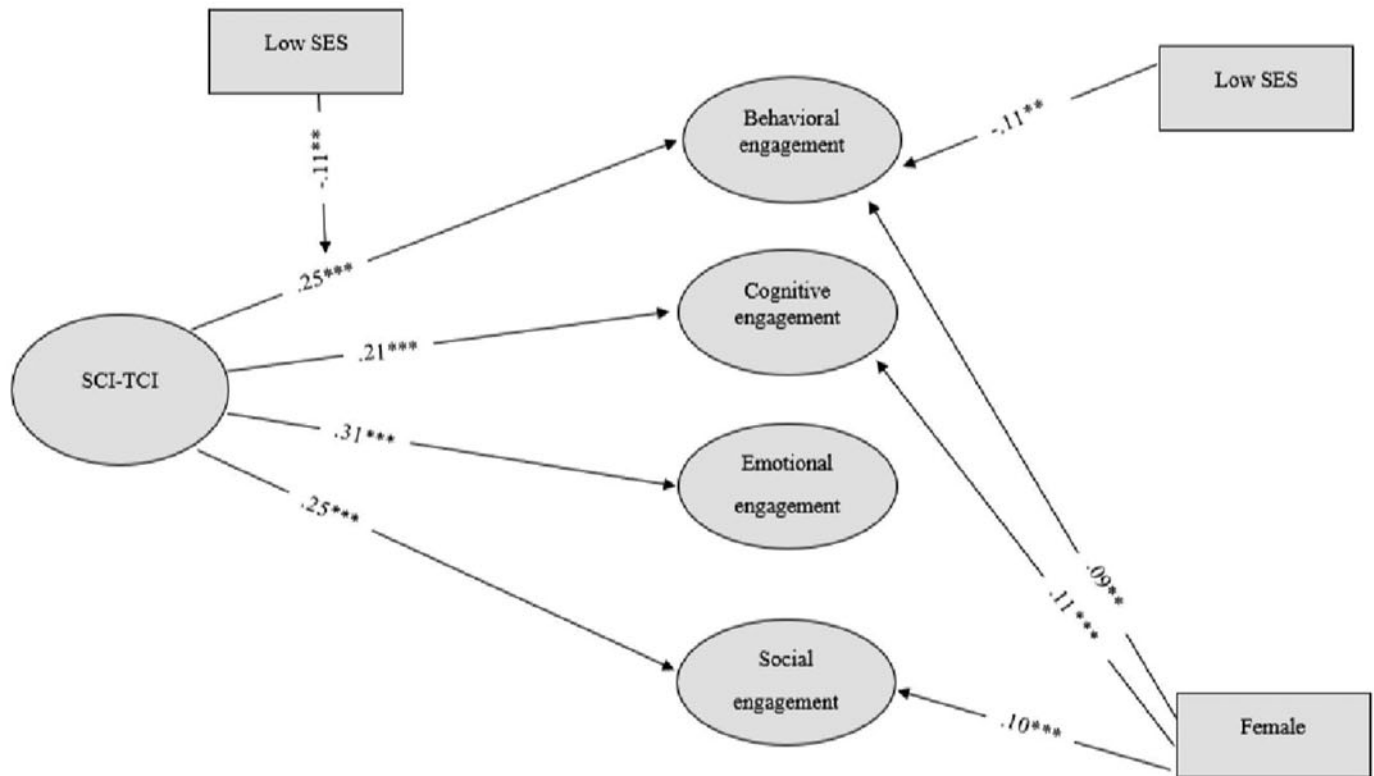 Low SES
Low SES
-.11**
-.11**
Behavioral
engagement
.25***
Cognitive
engagement
.21***
SCI-TCI
.31***
Emotional
engagement
.25***
.09**
.11***
Social
engagement
.10***
Female